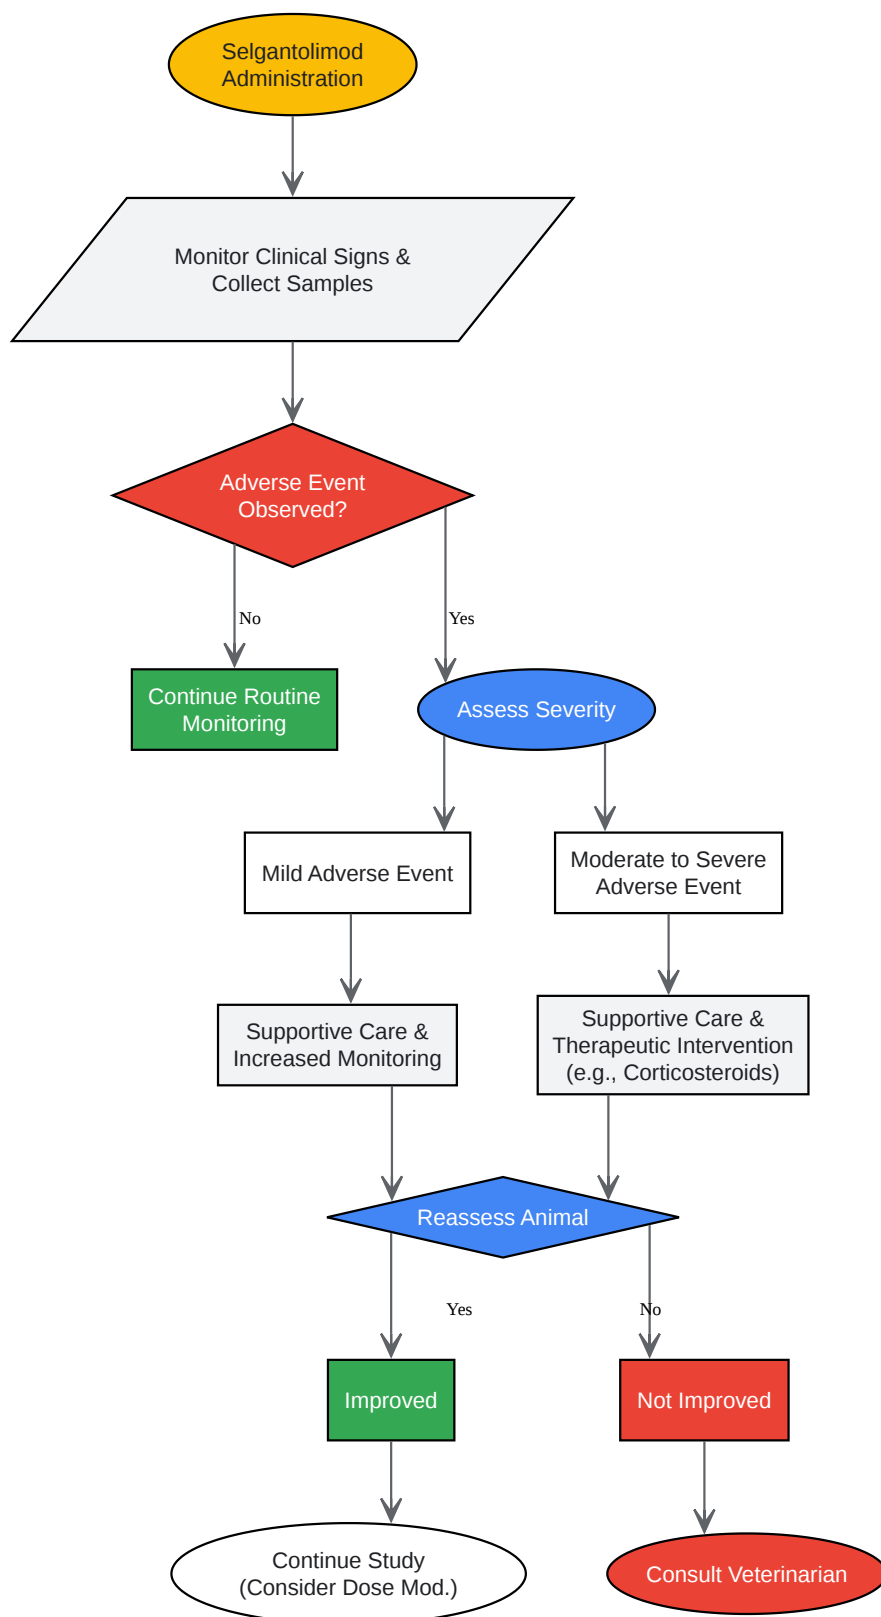 Selgantolimod
Administration
Monitor Clinical Signs &
Collect Samples
Adverse Event
Observed?
No
Yes
Continue Routine
Monitoring
Assess Severity
Mild Adverse Event
Moderate to Severe
Adverse Event
Supportive Care &
Increased Monitoring
Supportive Care &
Therapeutic Intervention
(e.g., Corticosteroids)
Reassess Animal
Yes
No
Improved
Not Improved
Continue Study
(Consider Dose Mod.)
Consult Veterinarian